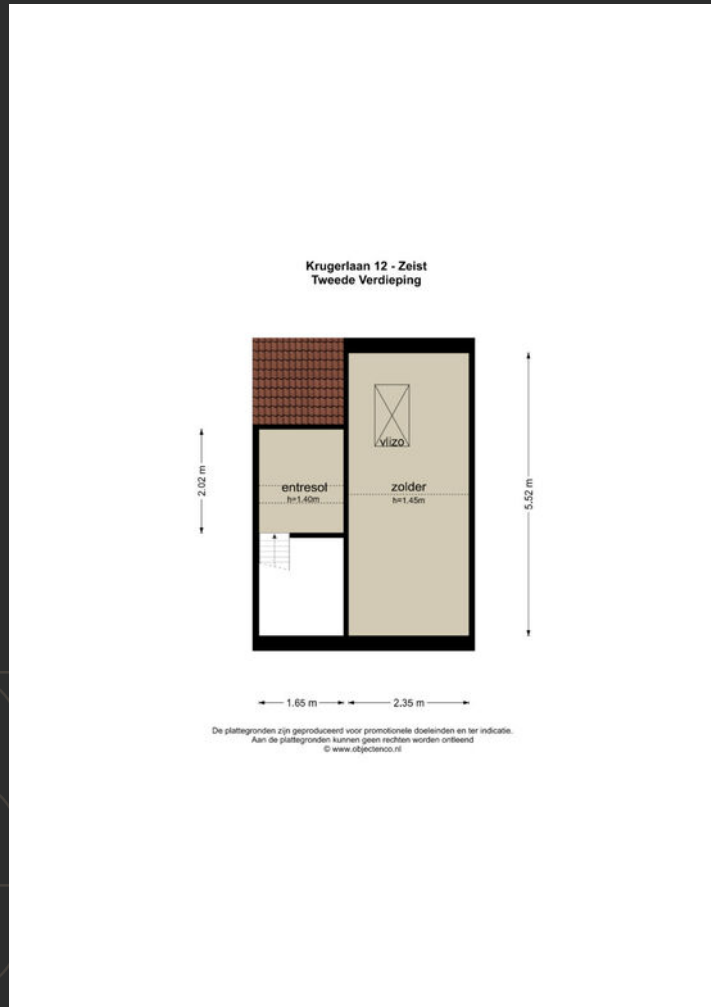 Krugerlaan 12 - Zeist
Tweede Verdieping
vlizo
2.02 m
entresol
h=1.40m
zolder
h=1.45m
5.52 m
1.65 m
2.35 m
De plattegronden zijn geproduceerd voor promotionele doeleinden en ter indicatie.
Aan de plattegronden kunnen geen rechten worden ontleend
© www.objectenco.nl